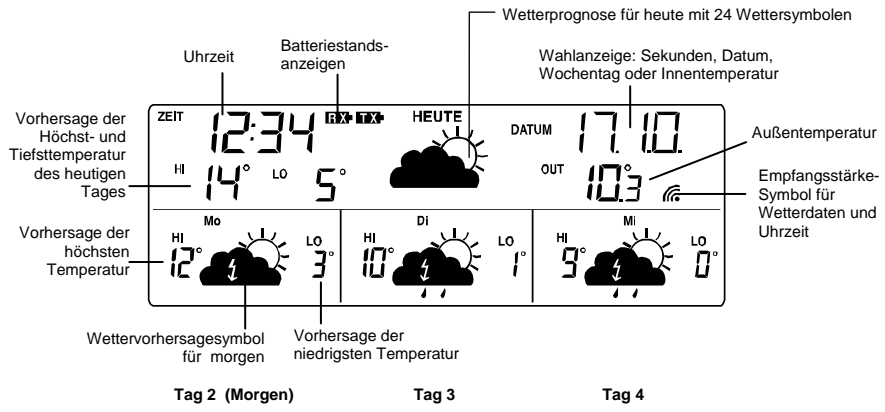 Wetterprognose für heute mit 24 Wettersymbolen
Uhrzeit
Batteriestands-
anzeigen
Wahlanzeige: Sekunden, Datum,
Wochentag oder Innentemperatur
Vorhersage der
Höchst- und
Tiefsttemperatur
des heutigen
Tages
ZEIT 12:34 RX TX HEUTE DATUM 17.10.
HI 14° LO 5° OUT 10.3°
Außentemperatur
Empfangsstärke-
Symbol für
Wetterdaten und
Uhrzeit
Vorhersage der
höchsten
Temperatur
Mo Di Mi
HI 12° LO 3° HI 10° LO 1° HI 9° LO 0°
Wettervorhersagesymbol
für morgen
Vorhersage der
niedrigsten Temperatur
Tag 2 (Morgen) Tag 3 Tag 4